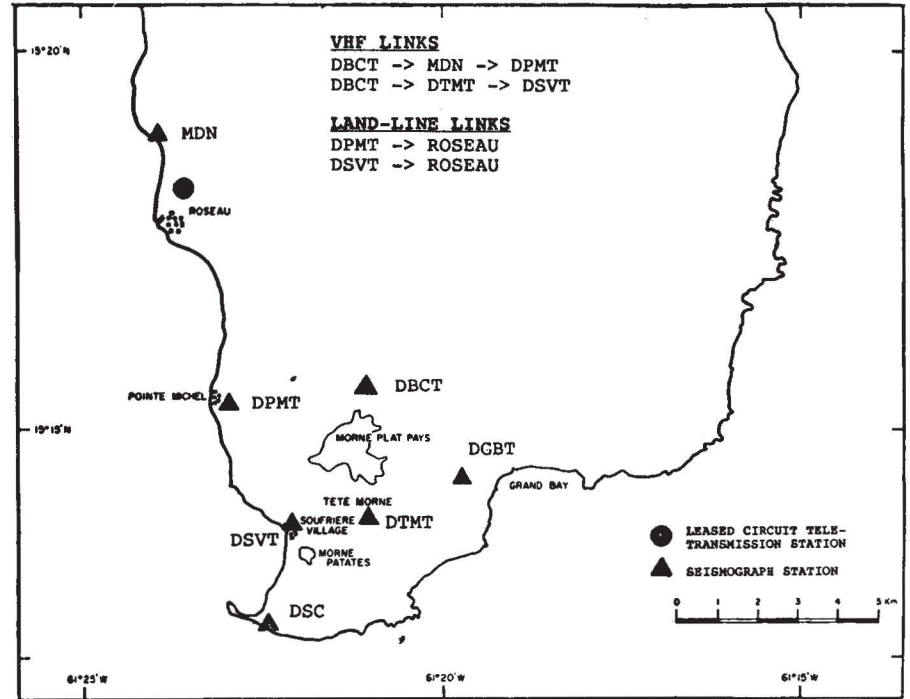 15°20'N
VHF LINKS
DBCT -> MDN -> DPMT
DBCT -> DTMT -> DSVT
LAND-LINE LINKS
DPMT -> ROSEAU
DSVT -> ROSEAU
MDN
ROSEAU
DBCT
POINTE MICHEL
DPMT
15°15'N
MORNE PLAT PAYS
DGBT
GRAND BAY
TETE MORNE
SOUFRIERE
VILLAGE
DTMT
DSVT
MORNE
PATATES
DSC
LEASED CIRCUIT TELE-
TRANSMISSION STATION
SEISMOGRAPH STATION
0 1 2 3 4 5 Km
61°25'W
61°20'W
61°15'W